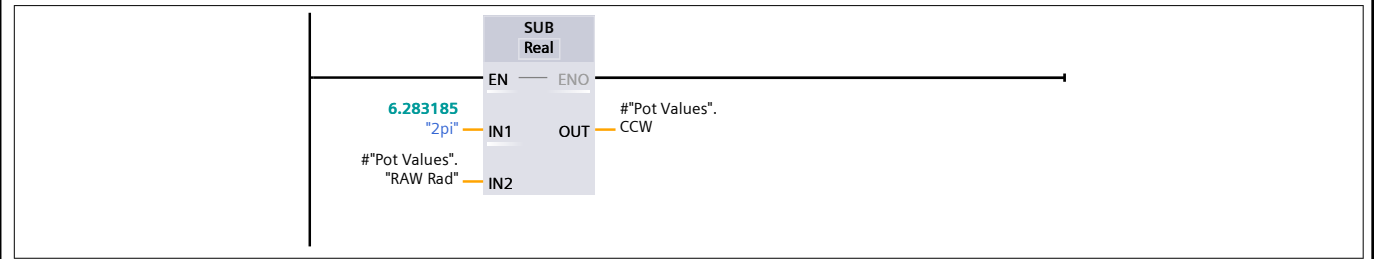 SUB
Real
EN
ENO
6.283185
"2pi"
IN1
OUT
#"Pot Values".
CCW
#"Pot Values".
"RAW Rad"
IN2